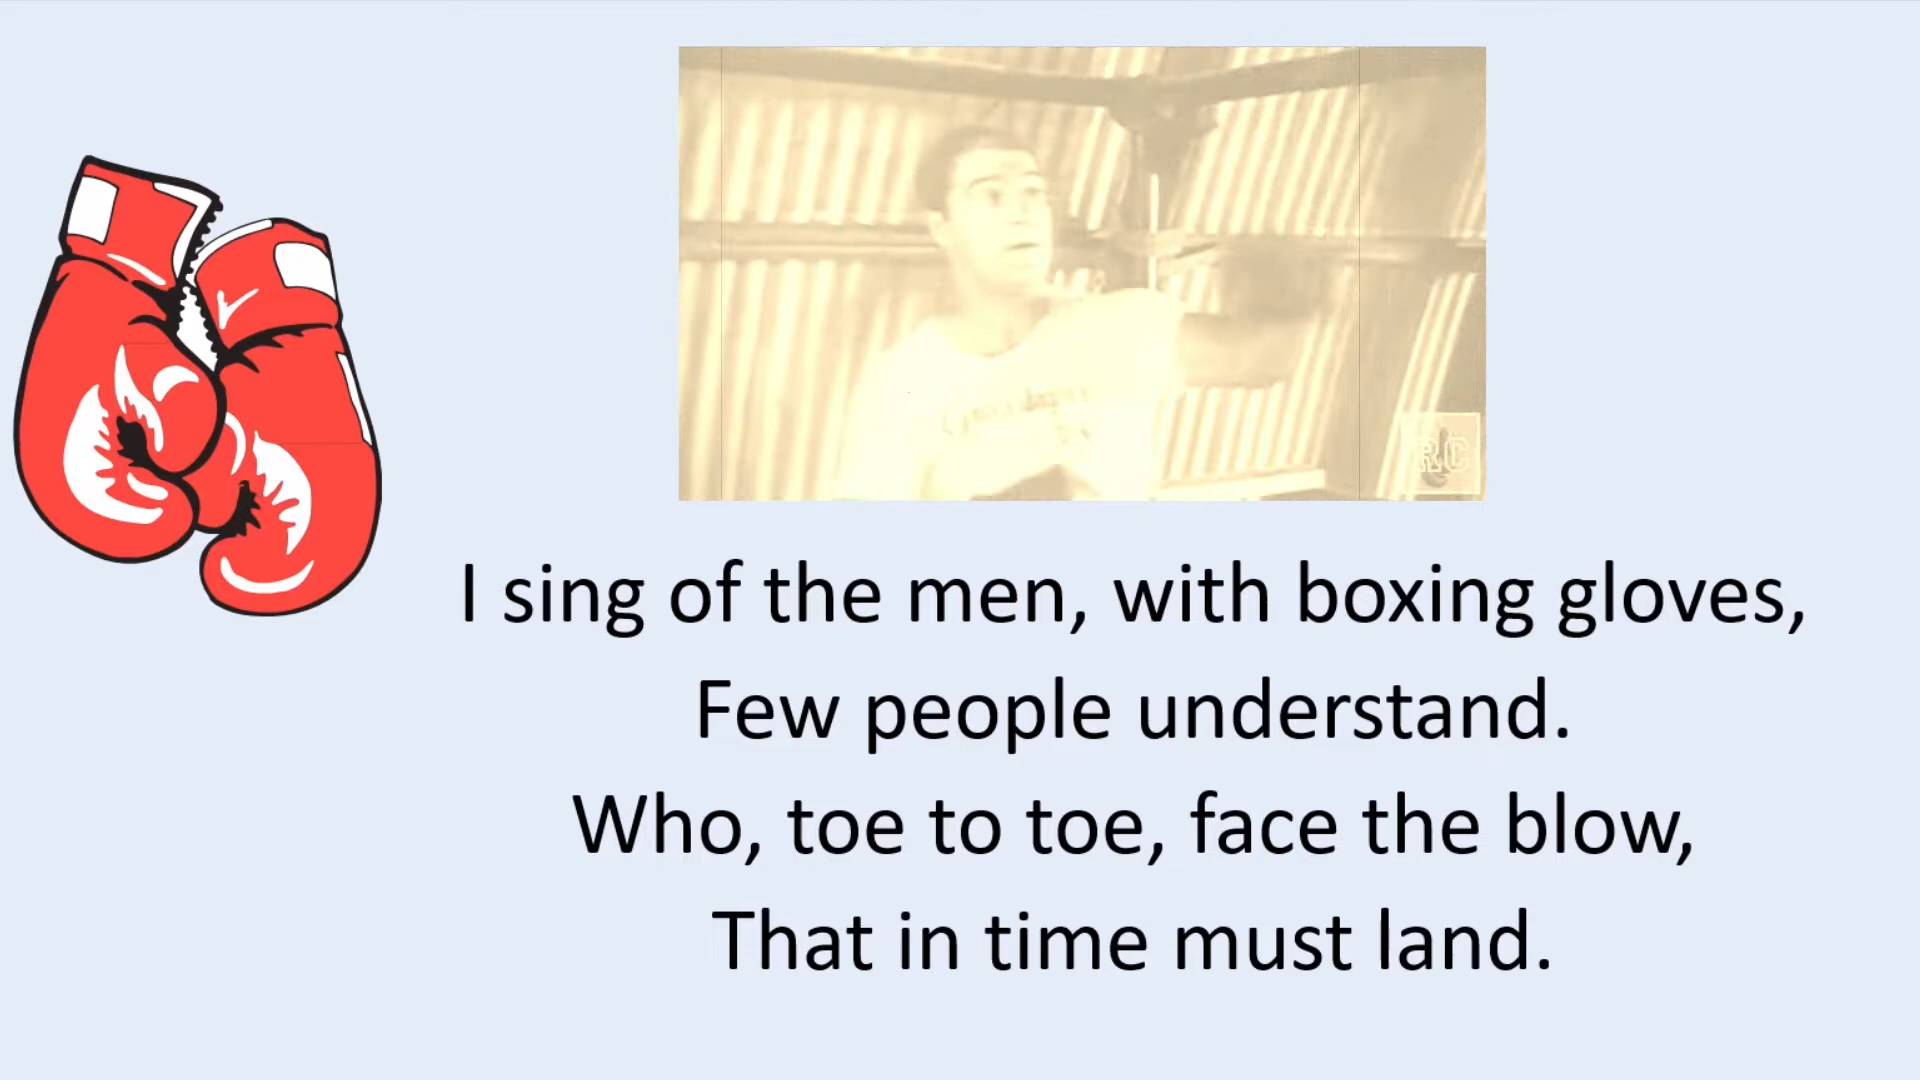 RC
I sing of the men, with boxing gloves,
Few people understand.
Who, toe to toe, face the blow,
That in time must land.